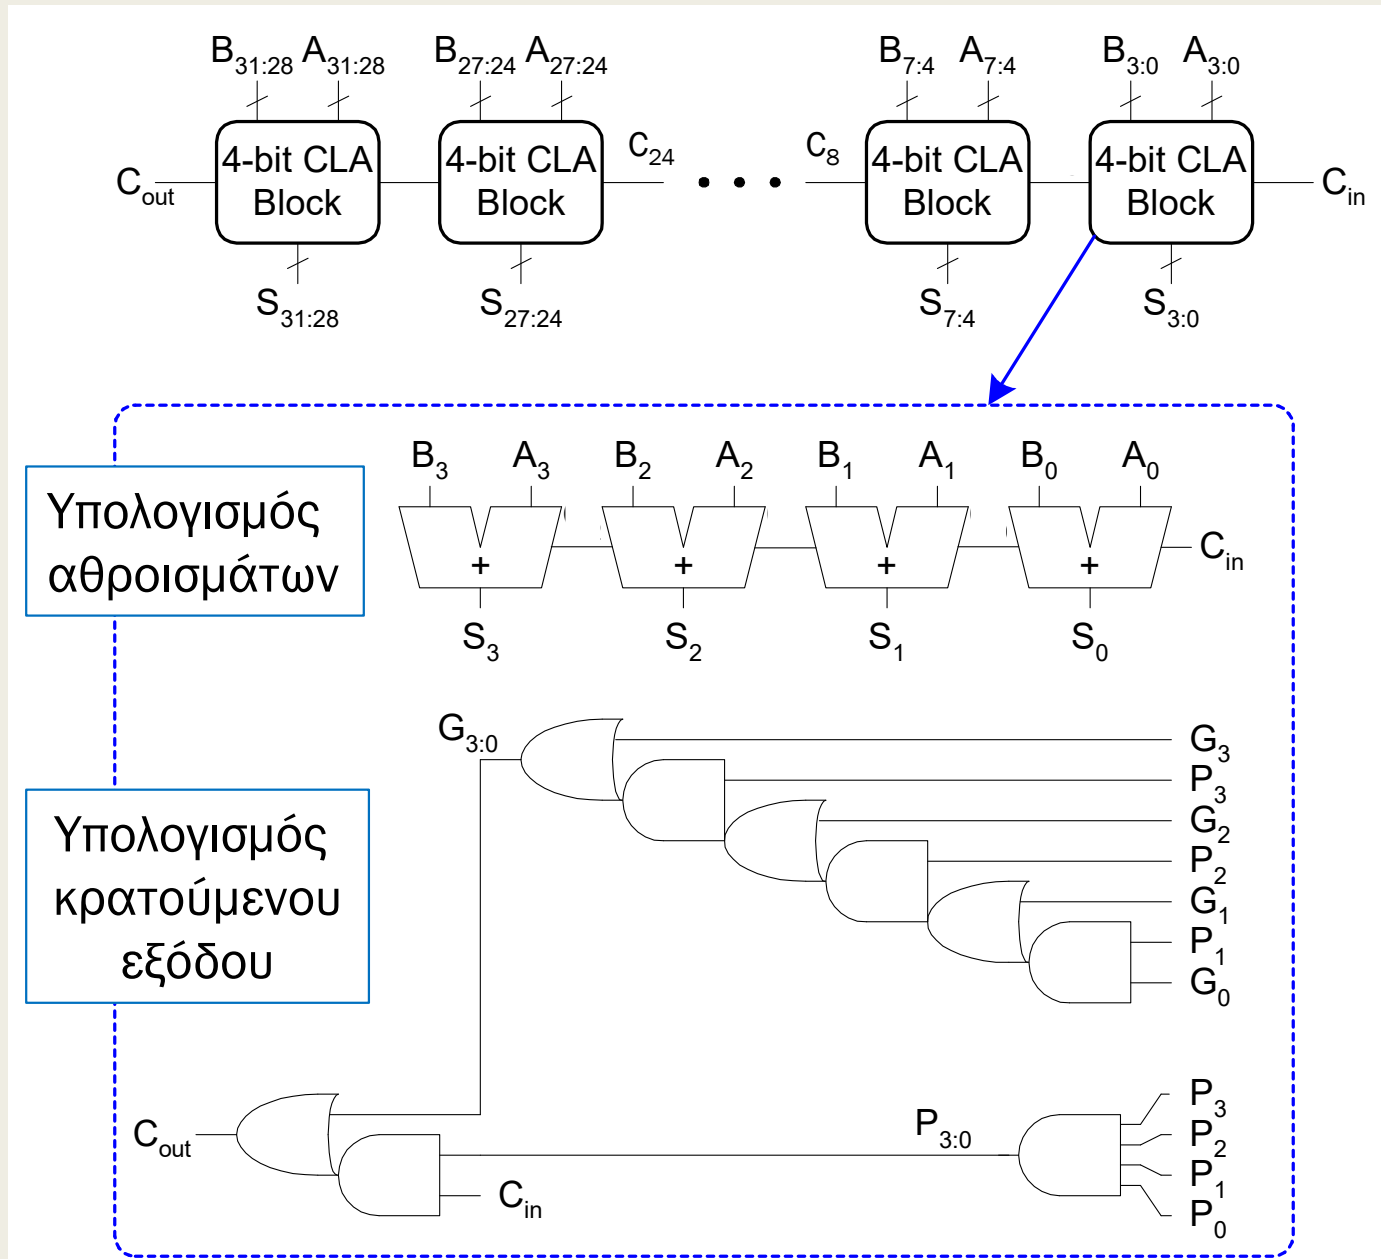 B31:28 A31:28 B27:24 A27:24 B7:4 A7:4 B3:0 A3:0
Cout 4-bit CLA Block 4-bit CLA Block C24 C8 4-bit CLA Block 4-bit CLA Block Cin
S31:28 S27:24 S7:4 S3:0
B3 A3 B2 A2 B1 A1 B0 A0
+ + + + Cin
S3 S2 S1 S0
Υπολογισμός
αθροισμάτων
G3:0
G3
P3
G2
P2
G1
P1
G0
Υπολογισμός
κρατούμενου
εξόδου
Cout
Cin
P3:0
P3
P2
P1
P0